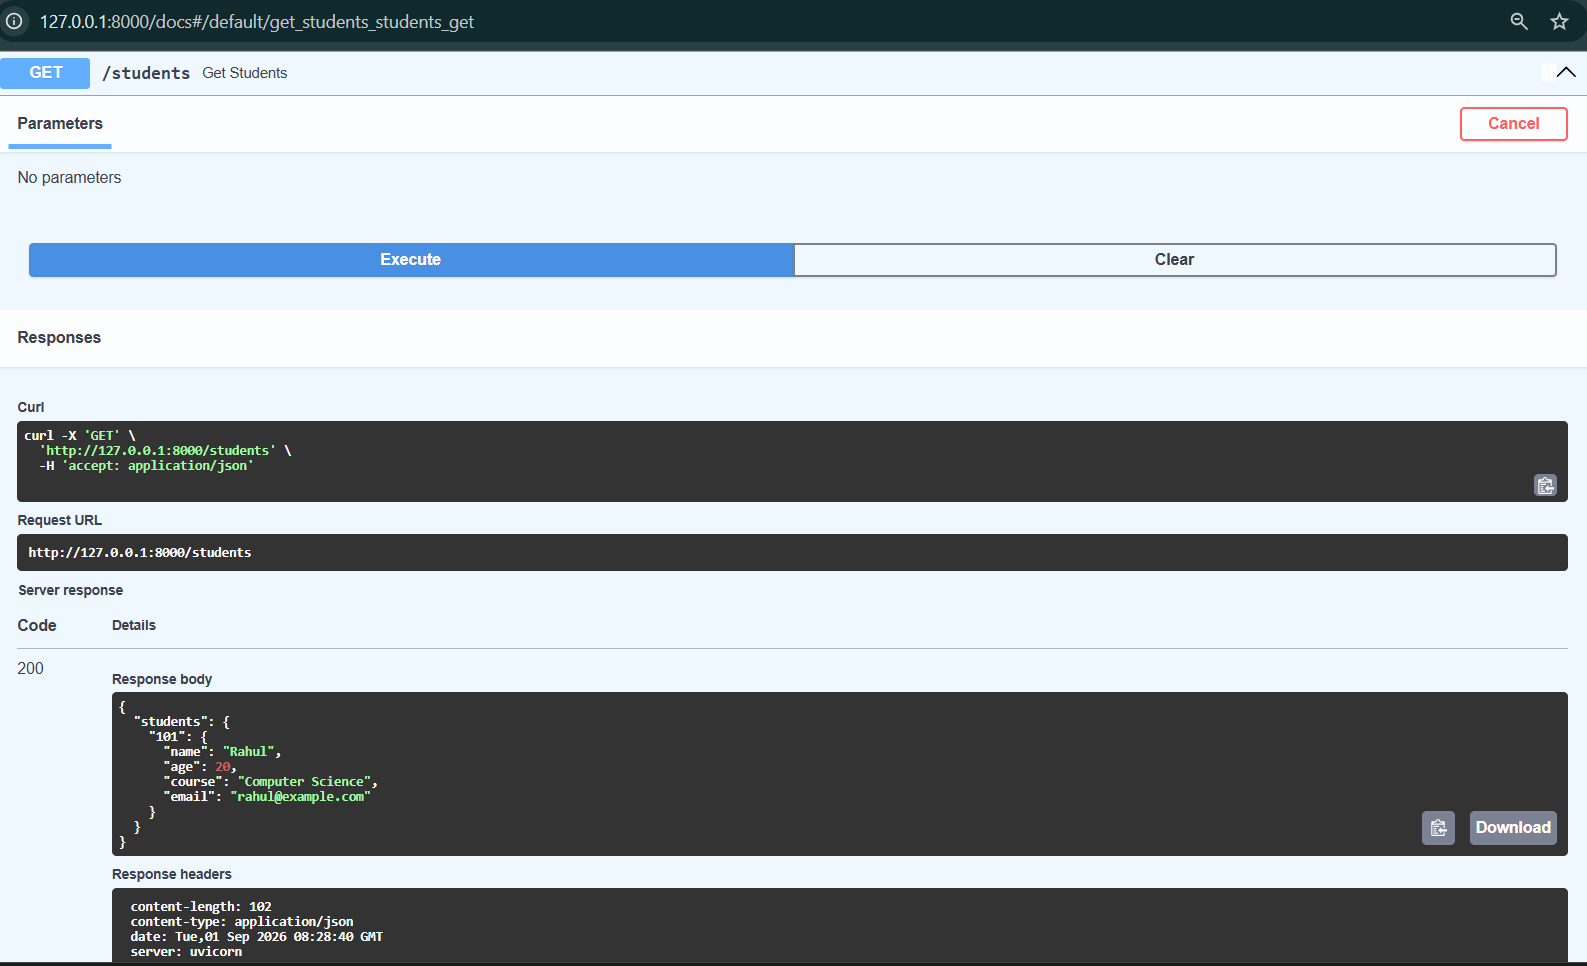 127.0.0.1:8000/docs#/default/get_students_students_get
GET /students Get Students
Parameters
Cancel
No parameters
Execute
Clear
Responses
Curl
curl -X 'GET' \
  'http://127.0.0.1:8000/students' \
  -H 'accept: application/json'
Request URL
http://127.0.0.1:8000/students
Server response
Code Details
200
Response body
{
  "students": {
    "101": {
      "name": "Rahul",
      "age": 20,
      "course": "Computer Science",
      "email": "rahul@example.com"
    }
  }
}
Download
Response headers
content-length: 102
content-type: application/json
date: Tue,01 Sep 2026 08:28:40 GMT
server: uvicorn